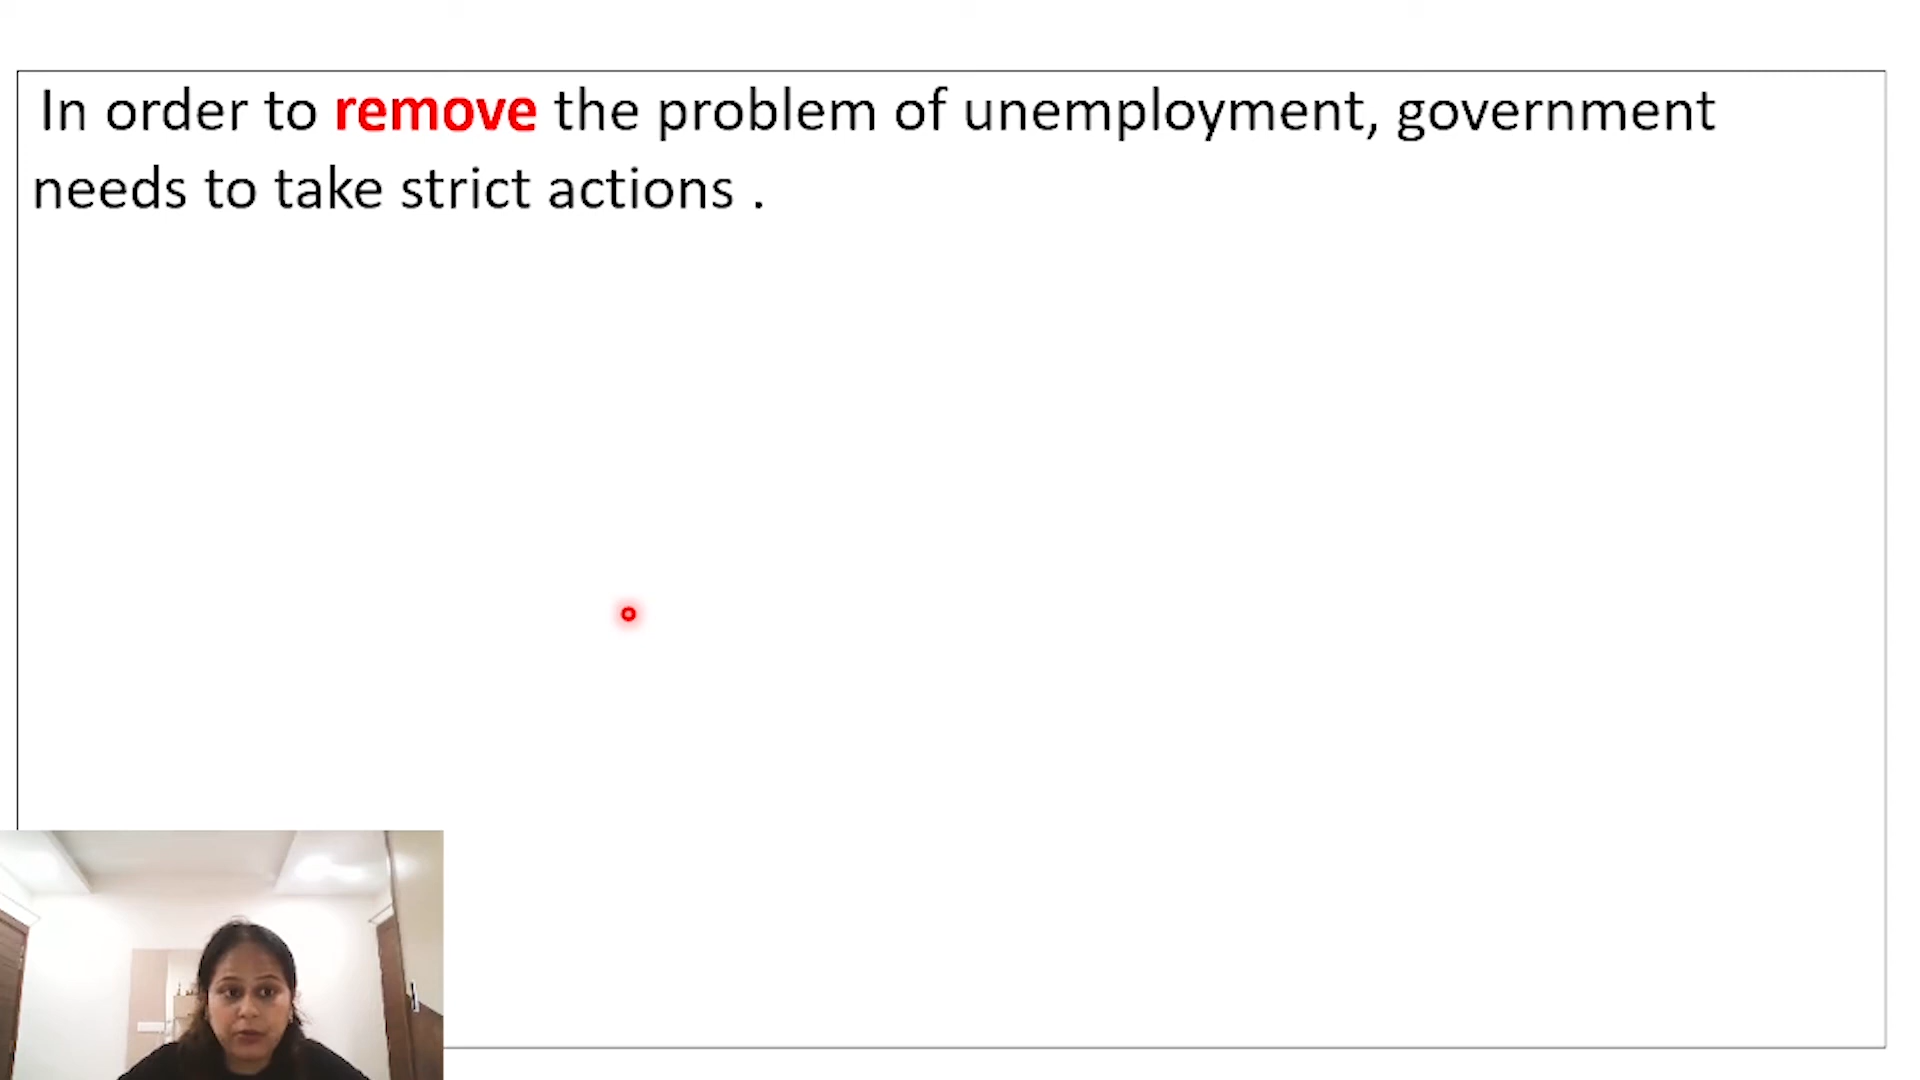 In order to remove the problem of unemployment, government
needs to take strict actions .